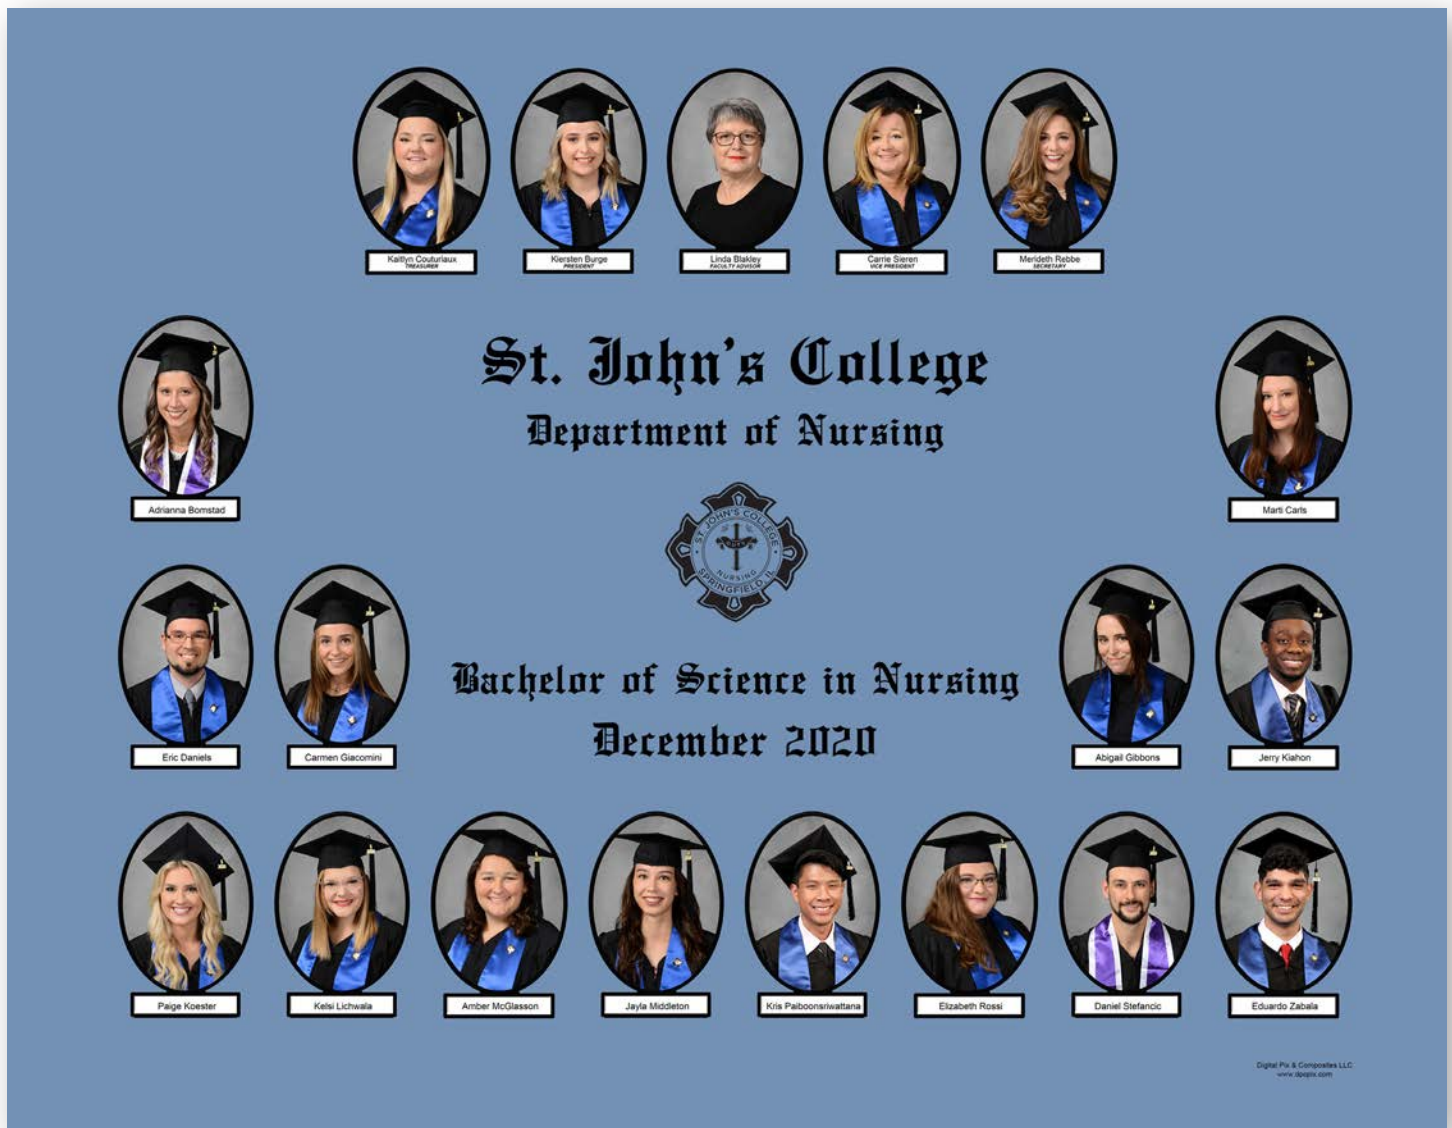 Kaitlyn Couturiaux
TREASURER
Kiersten Burge
PRESIDENT
Linda Blakley
FACULTY ADVISOR
Carrie Sieren
VICE PRESIDENT
Merideth Rebbe
SECRETARY
St. John's College
Department of Nursing
Adrianna Bomstad
Marti Carls
ST. JOHN'S COLLEGE
NURSING
SPRINGFIELD, IL
Bachelor of Science in Nursing
December 2020
Eric Daniels
Carmen Giacomini
Abigail Gibbons
Jerry Kiahon
Paige Koester
Kelsi Lichwala
Amber McGlasson
Jayla Middleton
Kris Paiboonsriwattana
Elizabeth Rossi
Daniel Stefancic
Eduardo Zabala
Digital Pix & Composites LLC
www.dpcpix.com